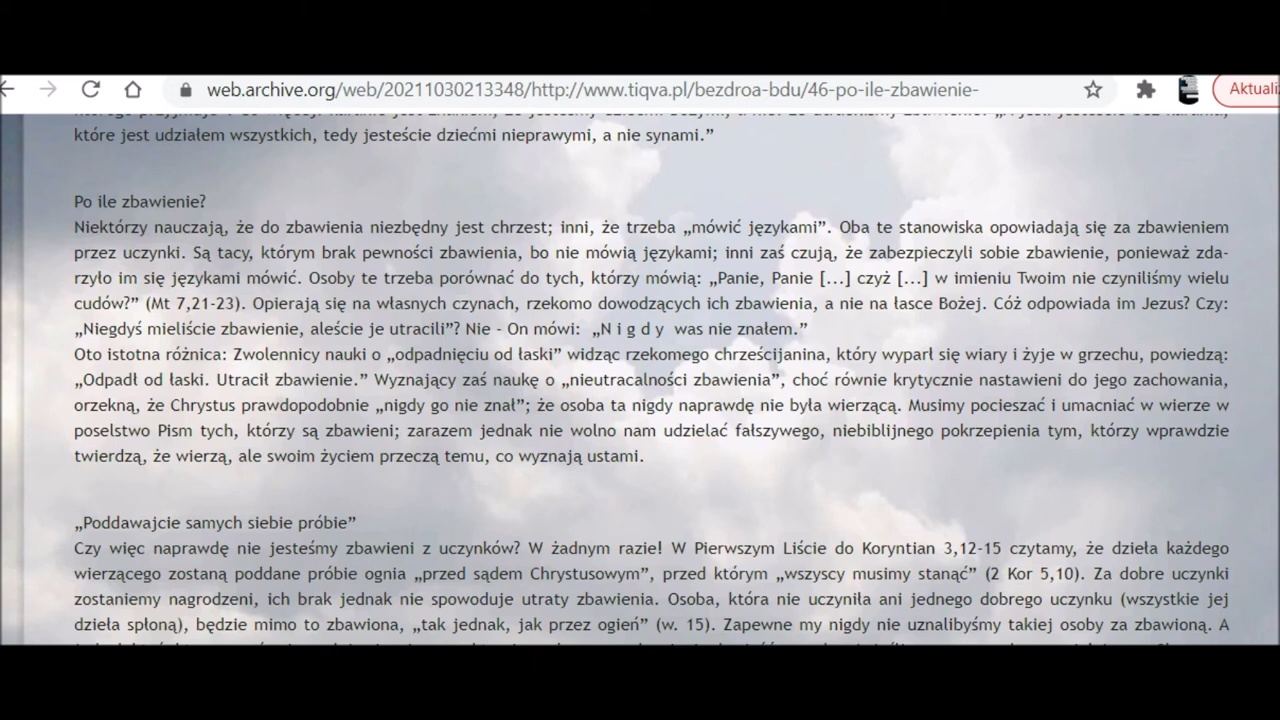 web.archive.org/web/20211030213348/http://www.tiqva.pl/bezdroa-bdu/46-po-ile-zbawienie-
Aktuali
które jest udziałem wszystkich, tedy jesteście dziećmi nieprawymi, a nie synami.”
Po ile zbawienie?
Niektórzy nauczają, że do zbawienia niezbędny jest chrzest; inni, że trzeba „mówić językami”. Oba te stanowiska opowiadają się za zbawieniem
przez uczynki. Są tacy, którym brak pewności zbawienia, bo nie mówią językami; inni zaś czują, że zabezpieczyli sobie zbawienie, ponieważ zda-
rzyło im się językami mówić. Osoby te trzeba porównać do tych, którzy mówią: „Panie, Panie [...] czyż [...] w imieniu Twoim nie czyniliśmy wielu
cudów?” (Mt 7,21-23). Opierają się na własnych czynach, rzekomo dowodzących ich zbawienia, a nie na łasce Bożej. Cóż odpowiada im Jezus? Czy:
„Niegdyś mieliście zbawienie, aleście je utracili”? Nie - On mówi: „N i g d y was nie znałem.”
Oto istotna różnica: Zwolennicy nauki o „odpadnięciu od łaski” widząc rzekomego chrześcijanina, który wyparł się wiary i żyje w grzechu, powiedzą:
„Odpadł od łaski. Utracił zbawienie.” Wyznający zaś naukę o „nieutracalności zbawienia”, choć równie krytycznie nastawieni do jego zachowania,
orzekną, że Chrystus prawdopodobnie „nigdy go nie znał”; że osoba ta nigdy naprawdę nie była wierzącą. Musimy pocieszać i umacniać w wierze w
poselstwo Pism tych, którzy są zbawieni; zarazem jednak nie wolno nam udzielać fałszywego, niebiblijnego pokrzepienia tym, którzy wprawdzie
twierdzą, że wierzą, ale swoim życiem przeczą temu, co wyznają ustami.
„Poddawajcie samych siebie próbie”
Czy więc naprawdę nie jesteśmy zbawieni z uczynków? W żadnym razie! W Pierwszym Liście do Koryntian 3,12-15 czytamy, że dzieła każdego
wierzącego zostaną poddane próbie ognia „przed sądem Chrystusowym”, przed którym „wszyscy musimy stanąć” (2 Kor 5,10). Za dobre uczynki
zostaniemy nagrodzeni, ich brak jednak nie spowoduje utraty zbawienia. Osoba, która nie uczyniła ani jednego dobrego uczynku (wszystkie jej
dzieła spłoną), będzie mimo to zbawiona, „tak jednak, jak przez ogień” (w. 15). Zapewne my nigdy nie uznalibyśmy takiej osoby za zbawioną. A